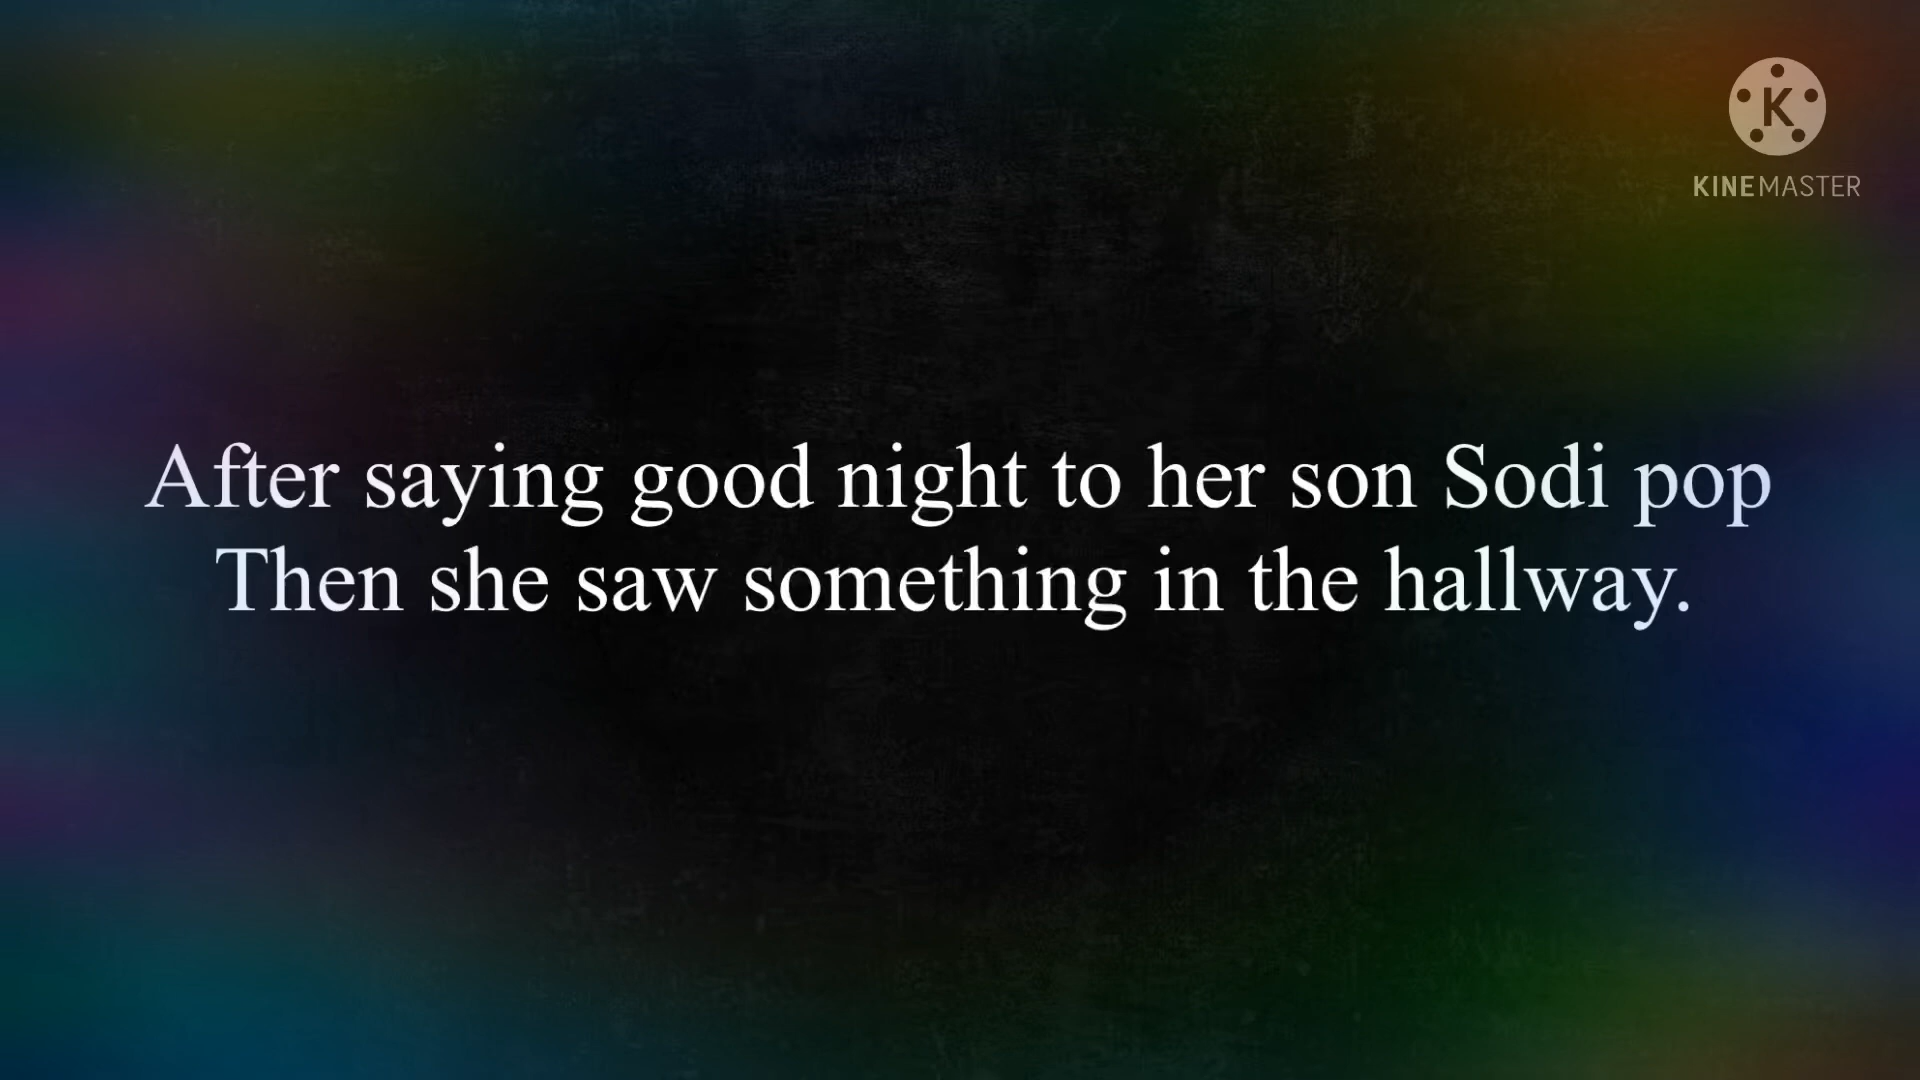 K
KINEMASTER
After saying good night to her son Sodi pop
Then she saw something in the hallway.